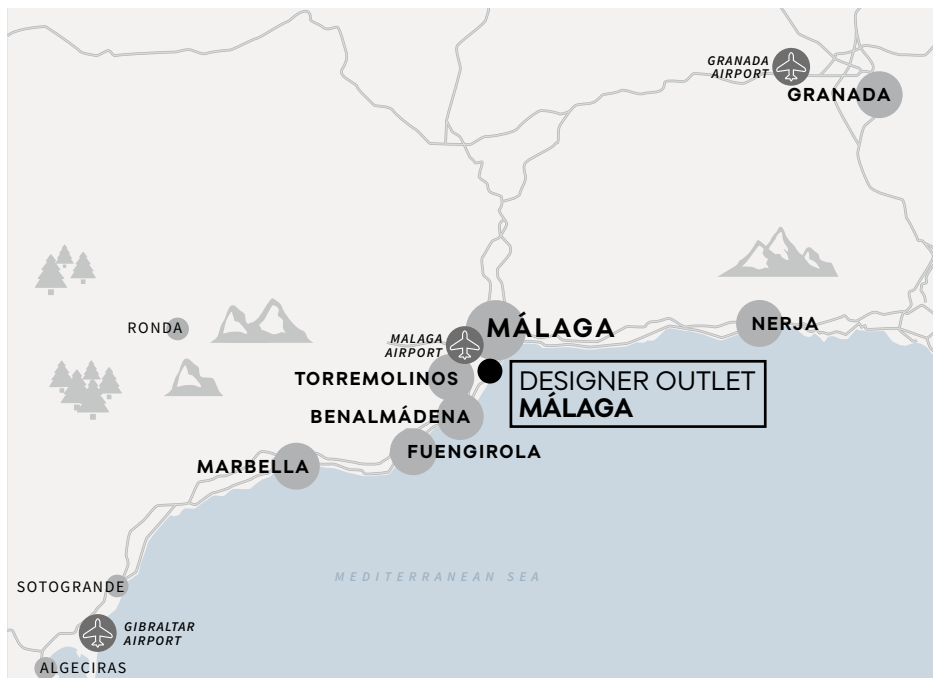 GRANADA
AIRPORT
GRANADA
RONDA
MALAGA
AIRPORT
MÁLAGA
NERJA
TORREMOLINOS
DESIGNER OUTLET
MÁLAGA
BENALMÁDENA
FUENGIROLA
MARBELLA
MEDITERRANEAN SEA
SOTOGRANDE
GIBRALTAR
AIRPORT
ALGECIRAS